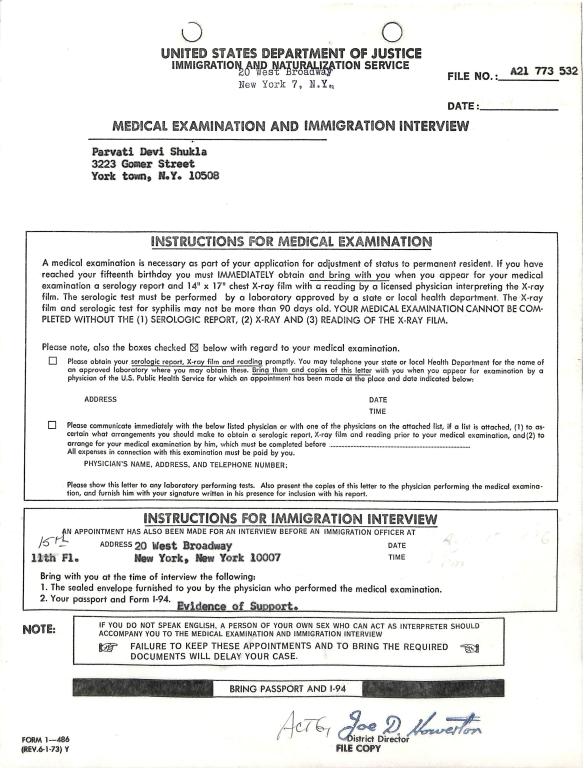 UNITED STATES DEPARTMENT OF JUSTICE
IMMIGRATION AND NATURALIZATION SERVICE
20 West Broadway
New York 7, N.Y.
FILE NO.: A21 773 532
DATE:
MEDICAL EXAMINATION AND IMMIGRATION INTERVIEW
Parvati Devi Shukla
3223 Gomer Street
York town, N.Y. 10508
INSTRUCTIONS FOR MEDICAL EXAMINATION
A medical examination is necessary as part of your application for adjustment of status to permanent resident. If you have
reached your fifteenth birthday you must IMMEDIATELY obtain and bring with you when you appear for your medical
examination a serology report and 14" x 17" chest X-ray film with a reading by a licensed physician interpreting the X-ray
film. The serologic test must be performed by a laboratory approved by a state or local health department. The X-ray
film and serologic test for syphilis may not be more than 90 days old. YOUR MEDICAL EXAMINATION CANNOT BE COM-
PLETED WITHOUT THE (1) SEROLOGIC REPORT, (2) X-RAY AND (3) READING OF THE X-RAY FILM.
Please note, also the boxes checked ☒ below with regard to your medical examination.
☐ Please obtain your serologic report, X-ray film and reading promptly. You may telephone your state or local Health Department for the name of
an approved laboratory where you may obtain these. Bring them and copies of this letter with you when you appear for examination by a
physician of the U.S. Public Health Service for which an appointment has been made at the place and date indicated below:
ADDRESS DATE
TIME
☐ Please communicate immediately with the below listed physician or with one of the physicians on the attached list, if a list is attached, (1) to as-
certain what arrangements you should make to obtain a serologic report, X-ray film and reading prior to your medical examination, and(2) to
arrange for your medical examination by him, which must be completed before
All expenses in connection with this examination must be paid by you.
PHYSICIAN'S NAME, ADDRESS, AND TELEPHONE NUMBER;
Please show this letter to any laboratory performing tests. Also present the copies of this letter to the physician performing the medical examina-
tion, and furnish him with your signature written in his presence for inclusion with his report.
INSTRUCTIONS FOR IMMIGRATION INTERVIEW
AN APPOINTMENT HAS ALSO BEEN MADE FOR AN INTERVIEW BEFORE AN IMMIGRATION OFFICER AT
15th ADDRESS 20 West Broadway DATE
11th Fl. New York, New York 10007 TIME
Bring with you at the time of interview the following:
1. The sealed envelope furnished to you by the physician who performed the medical examination.
2. Your passport and Form I-94.
Evidence of Support.
NOTE: IF YOU DO NOT SPEAK ENGLISH, A PERSON OF YOUR OWN SEX WHO CAN ACT AS INTERPRETER SHOULD
ACCOMPANY YOU TO THE MEDICAL EXAMINATION AND IMMIGRATION INTERVIEW
FAILURE TO KEEP THESE APPOINTMENTS AND TO BRING THE REQUIRED
DOCUMENTS WILL DELAY YOUR CASE.
BRING PASSPORT AND I-94
Joe D Howerton
District Director
FORM I—486
(REV.6-1-73) Y
FILE COPY